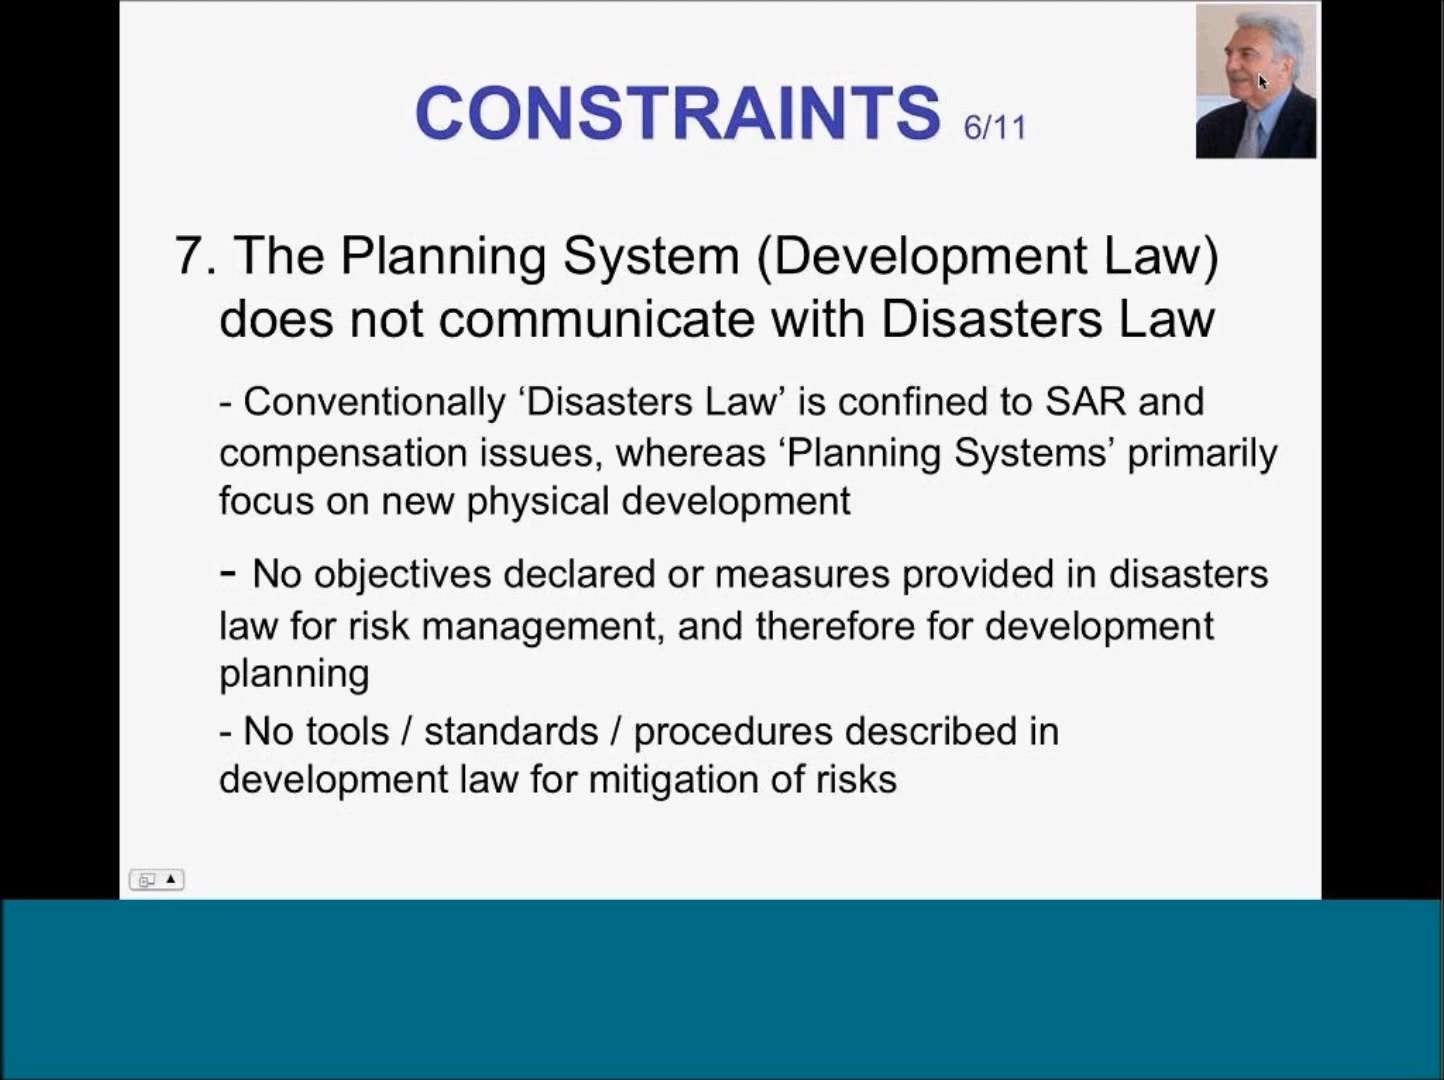 CONSTRAINTS 6/11
7. The Planning System (Development Law)
does not communicate with Disasters Law
- Conventionally ‘Disasters Law’ is confined to SAR and
compensation issues, whereas ‘Planning Systems’ primarily
focus on new physical development
- No objectives declared or measures provided in disasters
law for risk management, and therefore for development
planning
- No tools / standards / procedures described in
development law for mitigation of risks